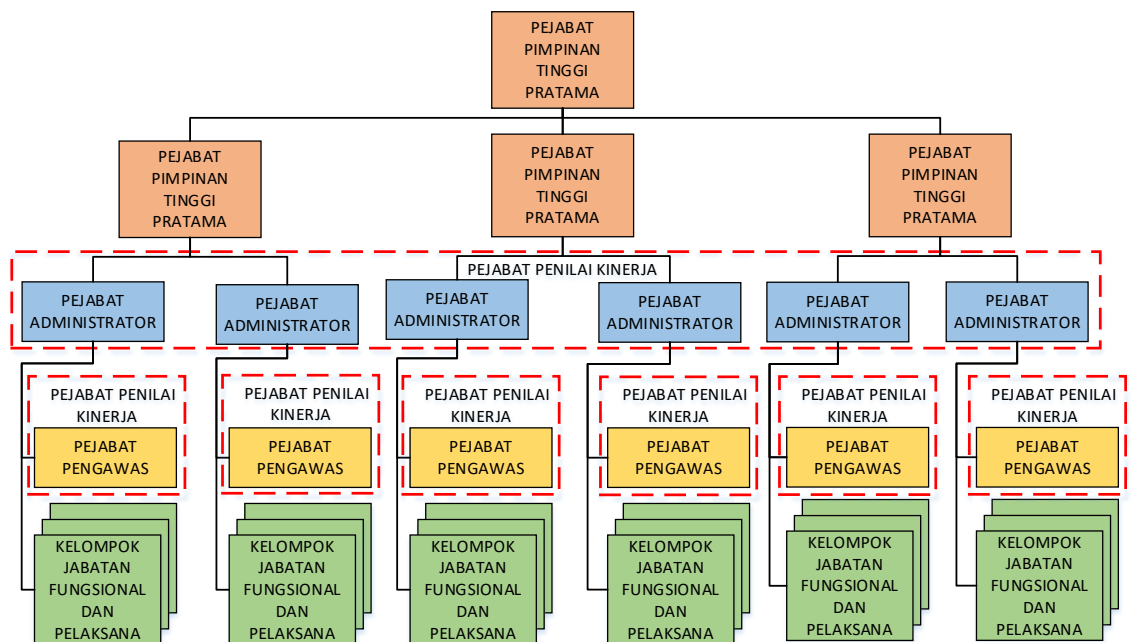 PEJABAT
PIMPINAN
TINGGI
PRATAMA
PEJABAT
PIMPINAN
TINGGI
PRATAMA
PEJABAT
PIMPINAN
TINGGI
PRATAMA
PEJABAT
PIMPINAN
TINGGI
PRATAMA
PEJABAT PENILAI KINERJA
PEJABAT
ADMINISTRATOR
PEJABAT
ADMINISTRATOR
PEJABAT
ADMINISTRATOR
PEJABAT
ADMINISTRATOR
PEJABAT
ADMINISTRATOR
PEJABAT
ADMINISTRATOR
PEJABAT PENILAI
KINERJA
PEJABAT
PENGAWAS
PEJABAT PENILAI
KINERJA
PEJABAT
PENGAWAS
PEJABAT PENILAI
KINERJA
PEJABAT
PENGAWAS
PEJABAT PENILAI
KINERJA
PEJABAT
PENGAWAS
PEJABAT PENILAI
KINERJA
PEJABAT
PENGAWAS
PEJABAT PENILAI
KINERJA
PEJABAT
PENGAWAS
KELOMPOK
JABATAN
FUNGSIONAL
DAN
PELAKSANA
KELOMPOK
JABATAN
FUNGSIONAL
DAN
PELAKSANA
KELOMPOK
JABATAN
FUNGSIONAL
DAN
PELAKSANA
KELOMPOK
JABATAN
FUNGSIONAL
DAN
PELAKSANA
KELOMPOK
JABATAN
FUNGSIONAL
DAN
PELAKSANA
KELOMPOK
JABATAN
FUNGSIONAL
DAN
PELAKSANA